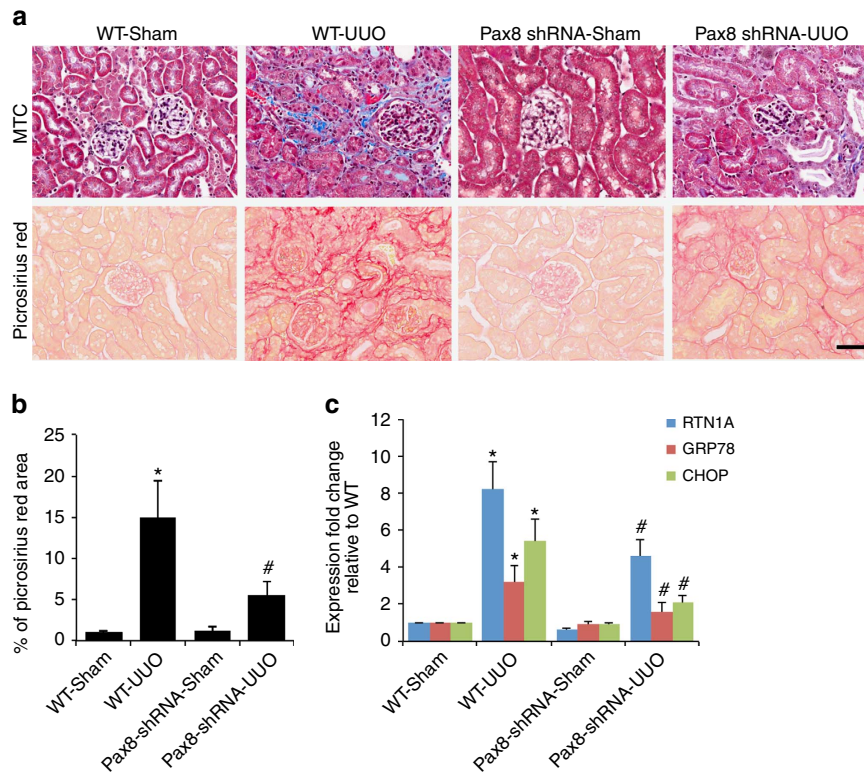 a
WT-Sham WT-UUO Pax8 shRNA-Sham Pax8 shRNA-UUO
MTC
Picrosirius red
b
% of picrosirius red area
25
20
15
10
5
0
*
#
WT-Sham
WT-UUO
Pax8-shRNA-Sham
Pax8-shRNA-UUO
c
Expression fold change
relative to WT
12
10
8
6
4
2
0
*
*
*
#
#
#
RTN1A
GRP78
CHOP
WT-Sham
WT-UUO
Pax8-shRNA-Sham
Pax8-shRNA-UUO